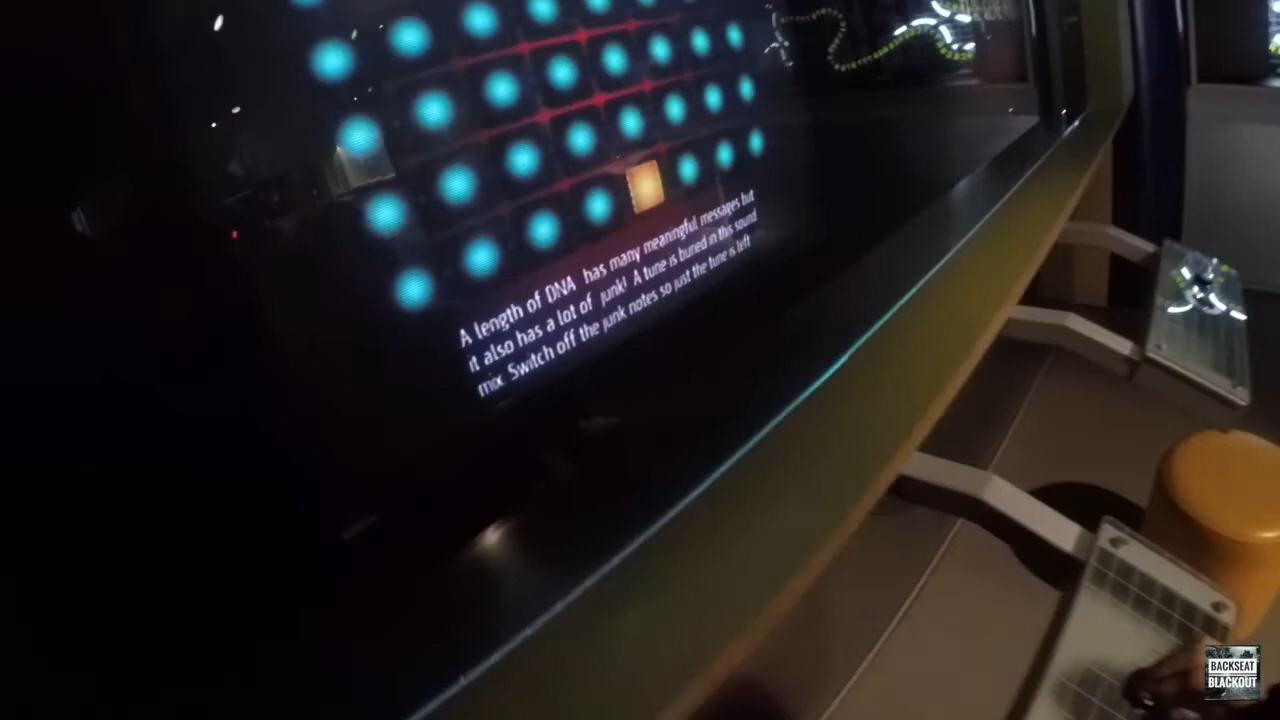 A length of DNA has many meaningful messages but
it also has a lot of junk! A tune is buried in this sound
mix. Switch off the junk notes so just the tune is left
BACKSEAT
BLACKOUT